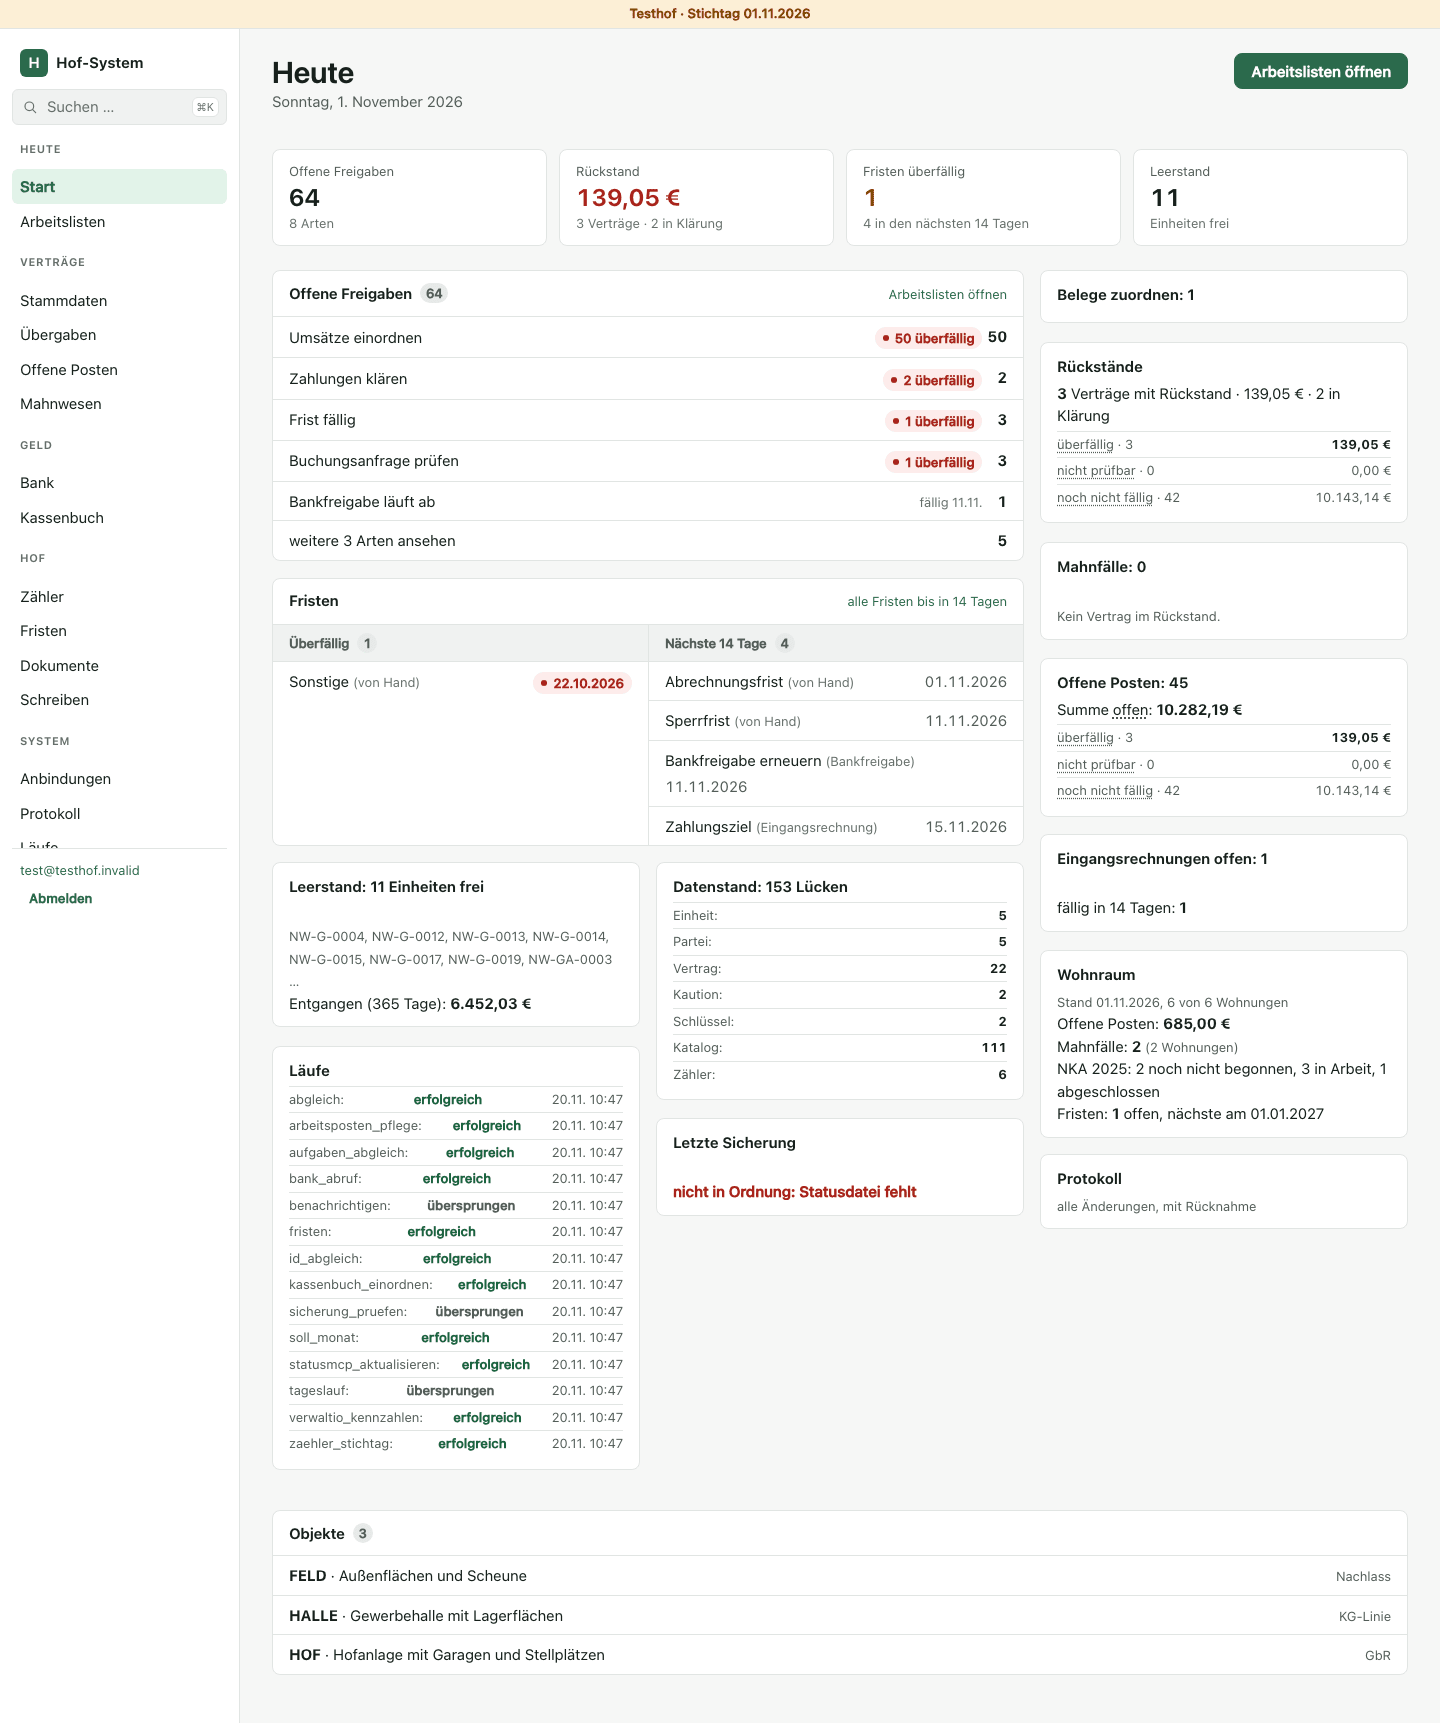 Testhof · Stichtag 01.11.2026
H Hof-System
Suchen … ⌘K
HEUTE
Start
Arbeitslisten
VERTRÄGE
Stammdaten
Übergaben
Offene Posten
Mahnwesen
GELD
Bank
Kassenbuch
HOF
Zähler
Fristen
Dokumente
Schreiben
SYSTEM
Anbindungen
Protokoll
Läufe
test@testhof.invalid
Abmelden
Heute
Sonntag, 1. November 2026
Arbeitslisten öffnen
Offene Freigaben
64
8 Arten
Rückstand
139,05 €
3 Verträge · 2 in Klärung
Fristen überfällig
1
4 in den nächsten 14 Tagen
Leerstand
11
Einheiten frei
Offene Freigaben 64 Arbeitslisten öffnen
Umsätze einordnen 50 überfällig 50
Zahlungen klären 2 überfällig 2
Frist fällig 1 überfällig 3
Buchungsanfrage prüfen 1 überfällig 3
Bankfreigabe läuft ab fällig 11.11. 1
weitere 3 Arten ansehen 5
Fristen alle Fristen bis in 14 Tagen
Überfällig 1
Sonstige (von Hand) 22.10.2026
Nächste 14 Tage 4
Abrechnungsfrist (von Hand) 01.11.2026
Sperrfrist (von Hand) 11.11.2026
Bankfreigabe erneuern (Bankfreigabe)
11.11.2026
Zahlungsziel (Eingangsrechnung) 15.11.2026
Leerstand: 11 Einheiten frei
NW-G-0004, NW-G-0012, NW-G-0013, NW-G-0014,
NW-G-0015, NW-G-0017, NW-G-0019, NW-GA-0003
…
Entgangen (365 Tage): 6.452,03 €
Läufe
abgleich: erfolgreich 20.11. 10:47
arbeitsposten_pflege: erfolgreich 20.11. 10:47
aufgaben_abgleich: erfolgreich 20.11. 10:47
bank_abruf: erfolgreich 20.11. 10:47
benachrichtigen: übersprungen 20.11. 10:47
fristen: erfolgreich 20.11. 10:47
id_abgleich: erfolgreich 20.11. 10:47
kassenbuch_einordnen: erfolgreich 20.11. 10:47
sicherung_pruefen: übersprungen 20.11. 10:47
soll_monat: erfolgreich 20.11. 10:47
statusmcp_aktualisieren: erfolgreich 20.11. 10:47
tageslauf: übersprungen 20.11. 10:47
verwaltio_kennzahlen: erfolgreich 20.11. 10:47
zaehler_stichtag: erfolgreich 20.11. 10:47
Datenstand: 153 Lücken
Einheit: 5
Partei: 5
Vertrag: 22
Kaution: 2
Schlüssel: 2
Katalog: 111
Zähler: 6
Letzte Sicherung
nicht in Ordnung: Statusdatei fehlt
Belege zuordnen: 1
Rückstände
3 Verträge mit Rückstand · 139,05 € · 2 in
Klärung
überfällig · 3 139,05 €
nicht prüfbar · 0 0,00 €
noch nicht fällig · 42 10.143,14 €
Mahnfälle: 0
Kein Vertrag im Rückstand.
Offene Posten: 45
Summe offen: 10.282,19 €
überfällig · 3 139,05 €
nicht prüfbar · 0 0,00 €
noch nicht fällig · 42 10.143,14 €
Eingangsrechnungen offen: 1
fällig in 14 Tagen: 1
Wohnraum
Stand 01.11.2026, 6 von 6 Wohnungen
Offene Posten: 685,00 €
Mahnfälle: 2 (2 Wohnungen)
NKA 2025: 2 noch nicht begonnen, 3 in Arbeit, 1
abgeschlossen
Fristen: 1 offen, nächste am 01.01.2027
Protokoll
alle Änderungen, mit Rücknahme
Objekte 3
FELD · Außenflächen und Scheune Nachlass
HALLE · Gewerbehalle mit Lagerflächen KG-Linie
HOF · Hofanlage mit Garagen und Stellplätzen GbR